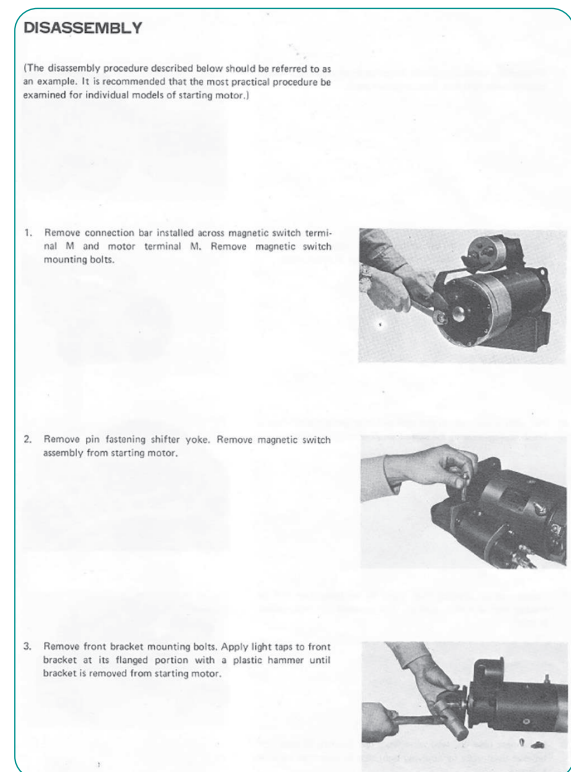 DISASSEMBLY
(The disassembly procedure described below should be referred to as
an example. It is recommended that the most practical procedure be
examined for individual models of starting motor.)
1. Remove connection bar installed across magnetic switch termi-
nal M and motor terminal M. Remove magnetic switch
mounting bolts.
2. Remove pin fastening shifter yoke. Remove magnetic switch
assembly from starting motor.
3. Remove front bracket mounting bolts. Apply light taps to front
bracket at its flanged portion with a plastic hammer until
bracket is removed from starting motor.